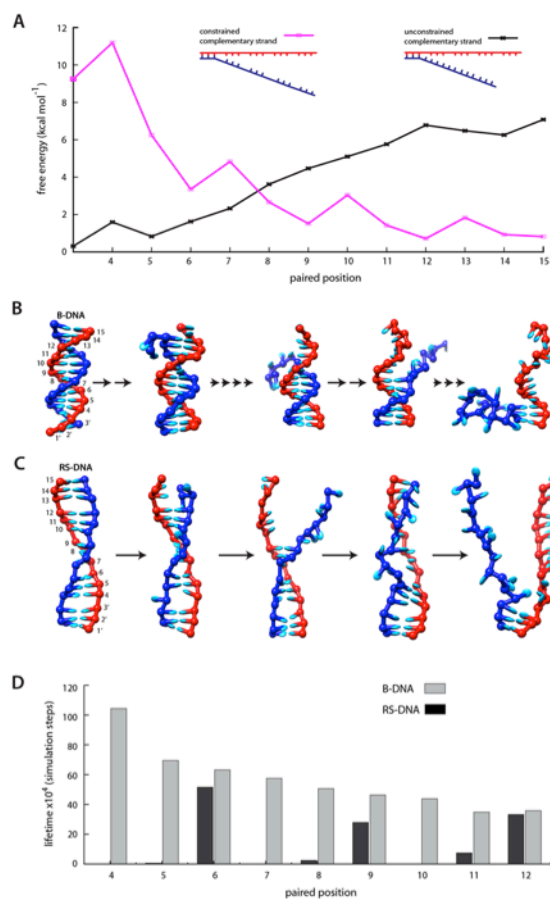 A
constrained
complementary strand
unconstrained
complementary strand
free energy (kcal mol⁻¹)
12
10
8
6
4
2
0
4 5 6 7 8 9 10 11 12 13 14 15
paired position
B
B-DNA
15
14
13
12
11
10
9
8
7
6
5
4
3'
2'
1'
C
RS-DNA
15
14
13
12
11
10
9
8
7
6
5
4
3'
2'
1'
D
B-DNA
RS-DNA
lifetime x10⁴ (simulation steps)
120
100
80
60
40
20
0
4 5 6 7 8 9 10 11 12
paired position